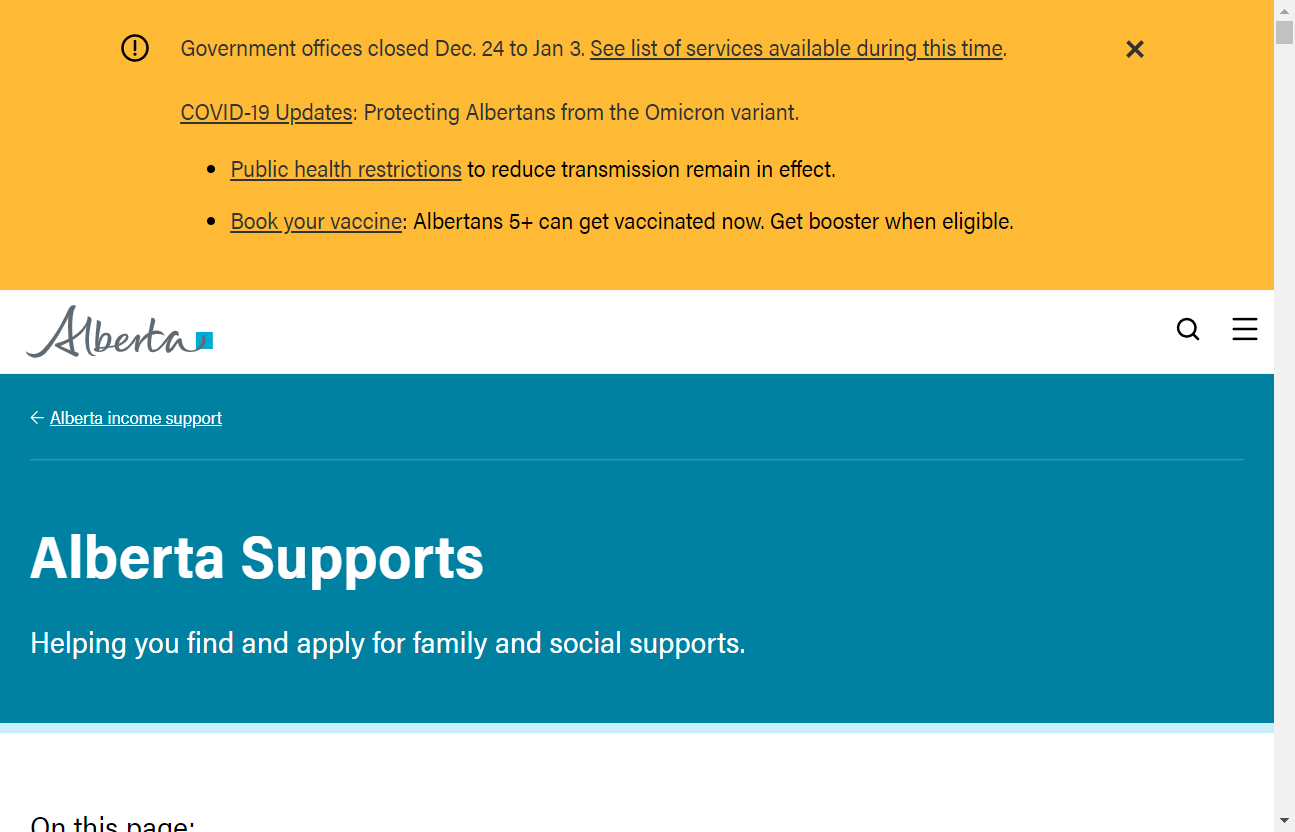 Government offices closed Dec. 24 to Jan 3. See list of services available during this time.
COVID-19 Updates: Protecting Albertans from the Omicron variant.
• Public health restrictions to reduce transmission remain in effect.
• Book your vaccine: Albertans 5+ can get vaccinated now. Get booster when eligible.
Alberta
← Alberta income support
Alberta Supports
Helping you find and apply for family and social supports.
On this page: